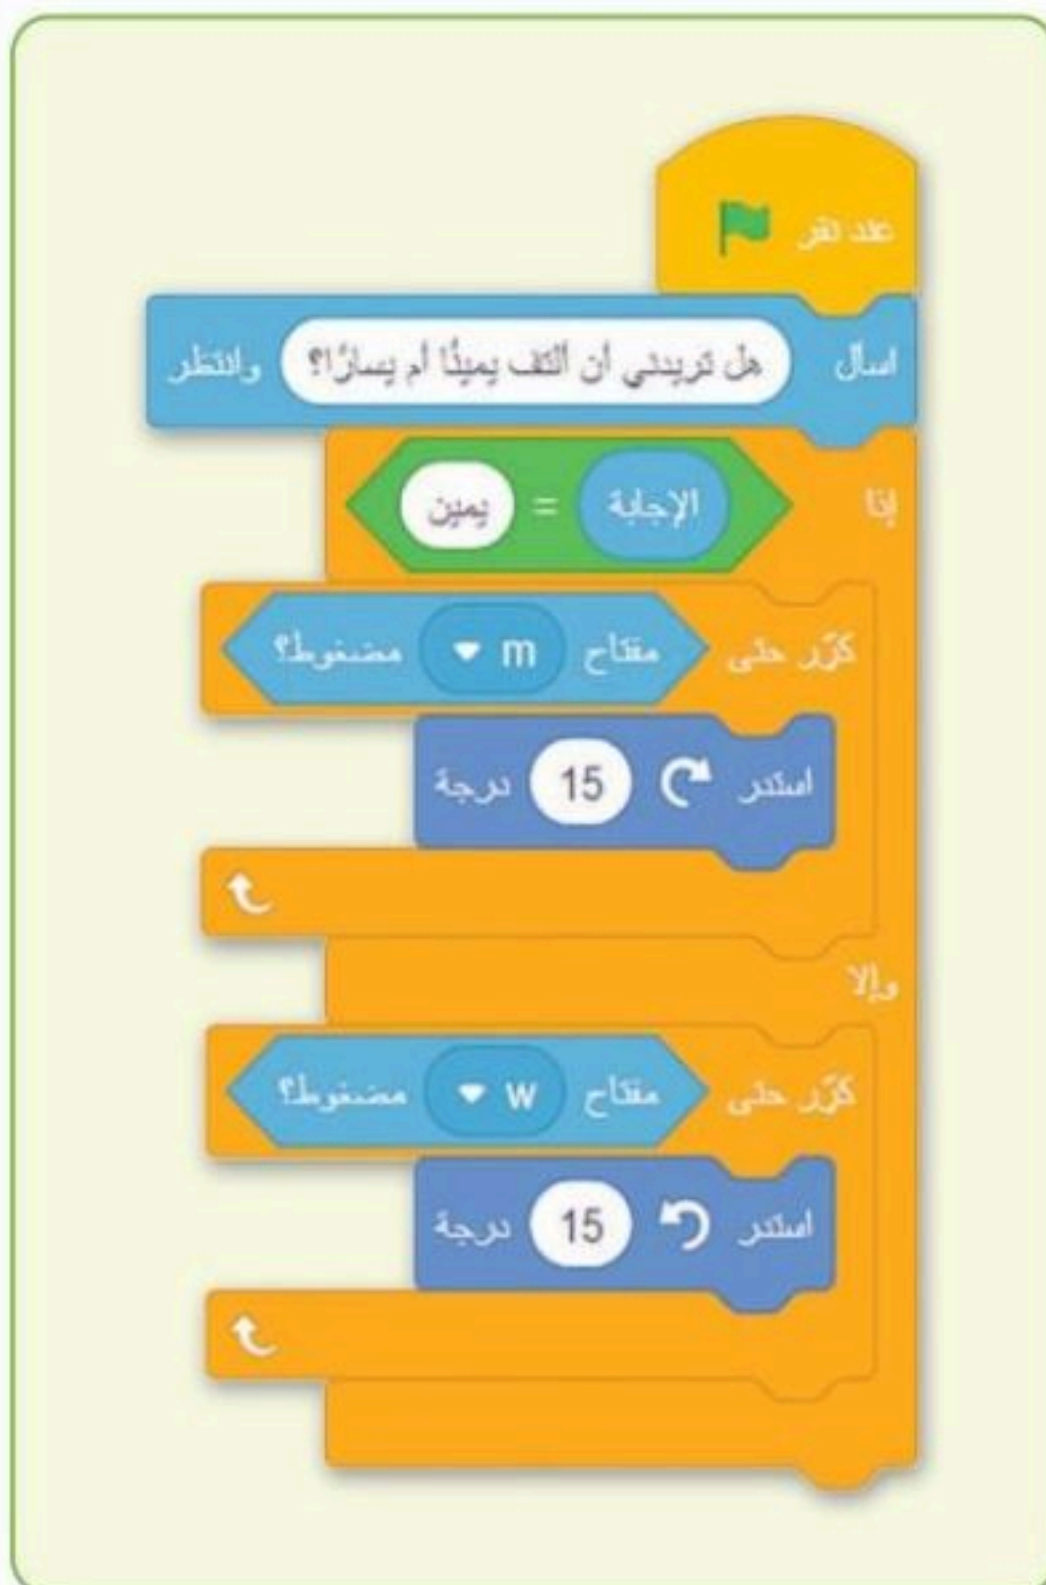 عند نقر
اسأل هل تريدني أن ألتف يمينًا أم يسارًا؟ وانتظر
إذا الإجابة = يمين
كرّر حتى مفتاح m مضغوط؟
استدر 15 درجة
وإلا
كرّر حتى مفتاح w مضغوط؟
استدر 15 درجة